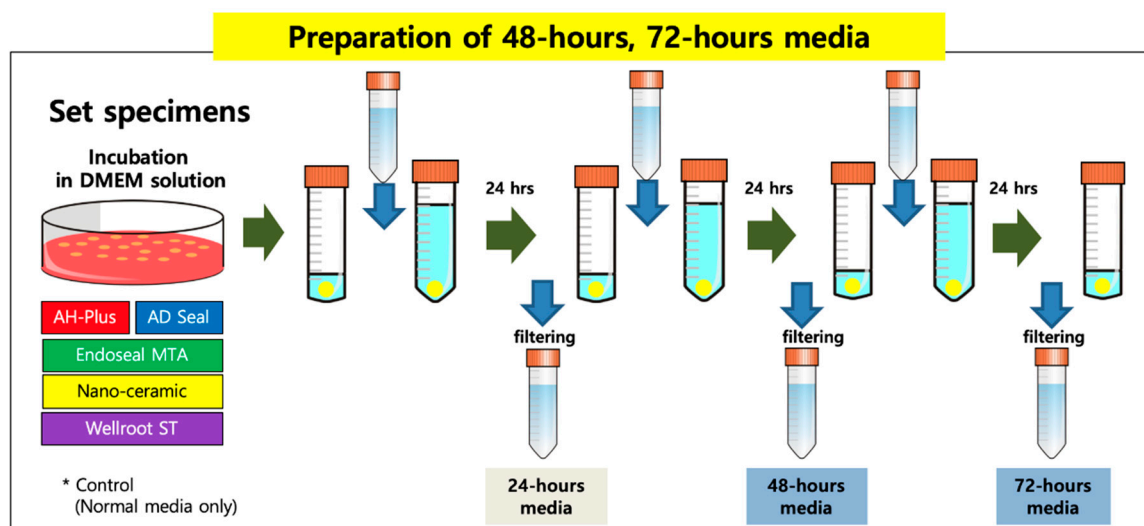 Preparation of 48-hours, 72-hours media
Set specimens
Incubation
in DMEM solution
AH-Plus
AD Seal
Endoseal MTA
Nano-ceramic
Wellroot ST
* Control
(Normal media only)
24 hrs
24 hrs
24 hrs
filtering
filtering
filtering
24-hours
media
48-hours
media
72-hours
media